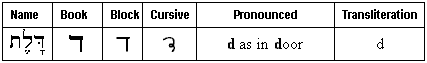 Name Book Block Cursive Pronounced Transliteration
דָּלֶת ד ד ד d as in door d